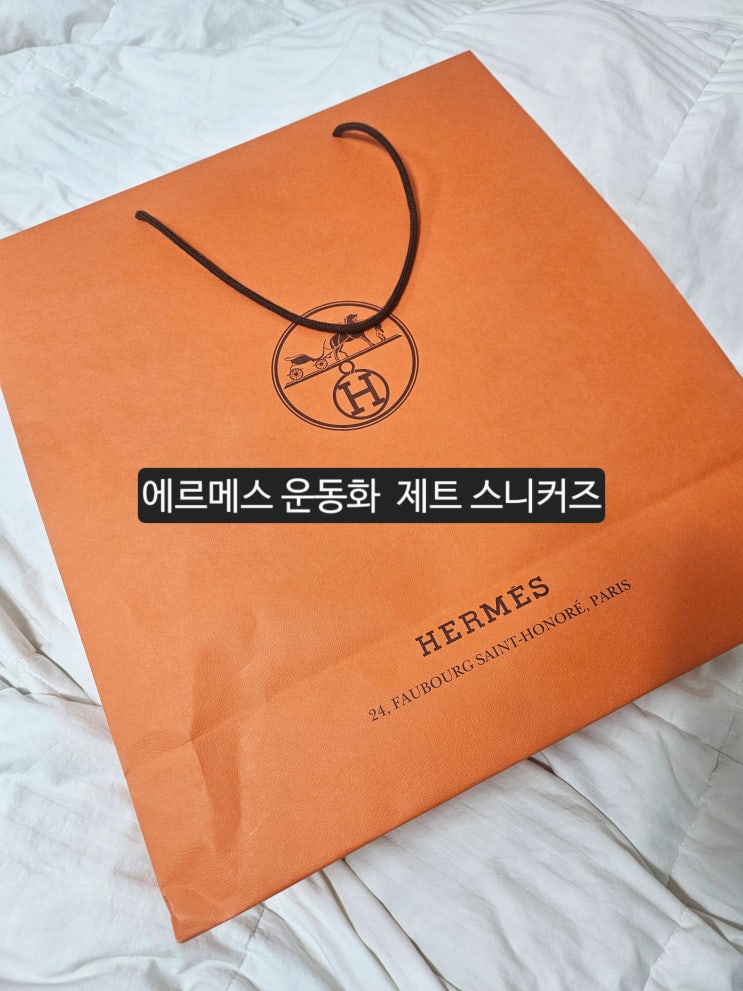 H
에르메스 운동화 제트 스니커즈
HERMÈS
24, FAUBOURG SAINT-HONORÉ, PARIS